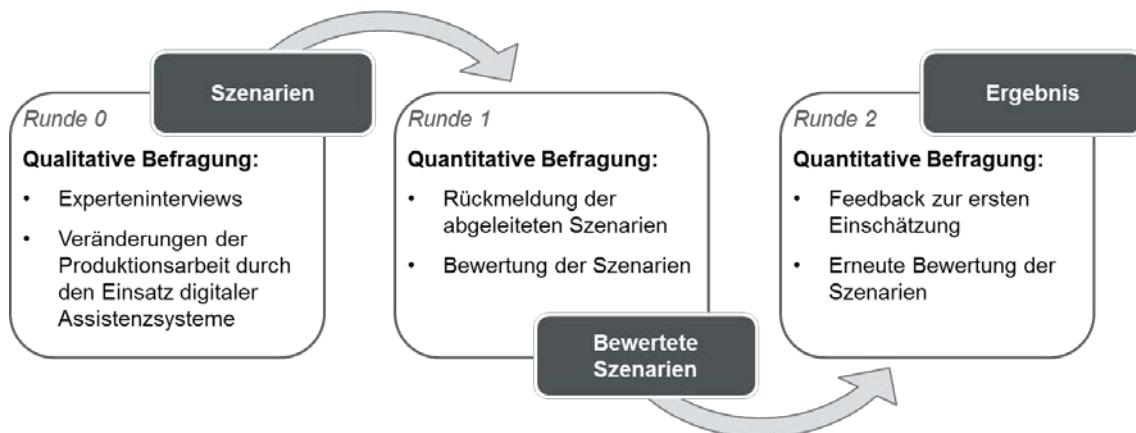 Szenarien
Runde 0
Qualitative Befragung:
• Experteninterviews
• Veränderungen der
Produktionsarbeit durch
den Einsatz digitaler
Assistenzsysteme
Runde 1
Quantitative Befragung:
• Rückmeldung der
abgeleiteten Szenarien
• Bewertung der Szenarien
Bewertete
Szenarien
Ergebnis
Runde 2
Quantitative Befragung:
• Feedback zur ersten
Einschätzung
• Erneute Bewertung der
Szenarien